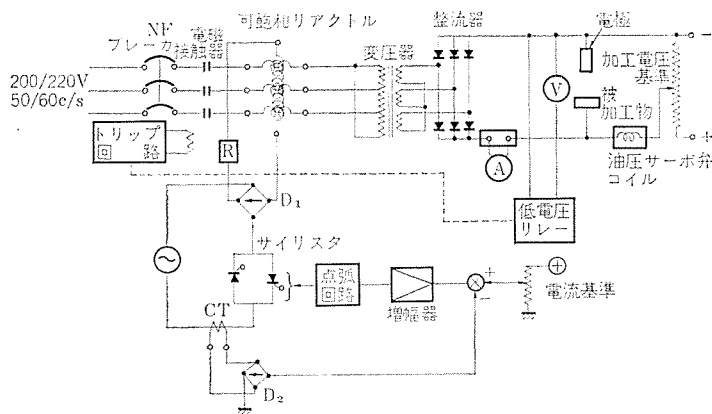 NF
ブレーカ
電磁
接触器
可飽和リアクトル
変圧器
整流器
電極
加工電圧
基準
被
加工物
200/220V
50/60c/s
トリップ
回路
R
V
A
油圧サーボ弁
コイル
低電圧
リレー
D₁
サイリスタ
点弧
回路
増幅器
電流基準
CT
D₂